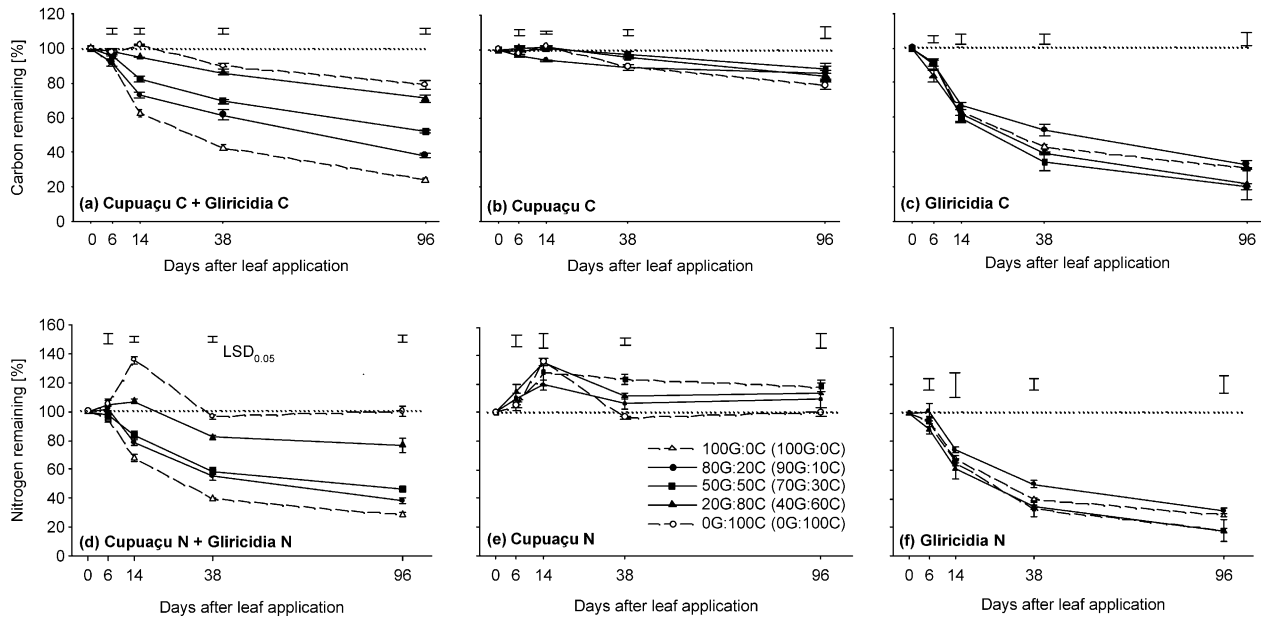 Carbon remaining [%]
120
100
80
60
40
20
0
(a) Cupuaçu C + Gliricidia C
0 6 14 38 96
Days after leaf application
(b) Cupuaçu C
0 6 14 38 96
Days after leaf application
(c) Gliricidia C
0 6 14 38 96
Days after leaf application
Nitrogen remaining [%]
160
140
120
100
80
60
40
20
0
LSD0.05
(d) Cupuaçu N + Gliricidia N
0 6 14 38 96
Days after leaf application
100G:0C (100G:0C)
80G:20C (90G:10C)
50G:50C (70G:30C)
20G:80C (40G:60C)
0G:100C (0G:100C)
(e) Cupuaçu N
0 6 14 38 96
Days after leaf application
(f) Gliricidia N
0 6 14 38 96
Days after leaf application